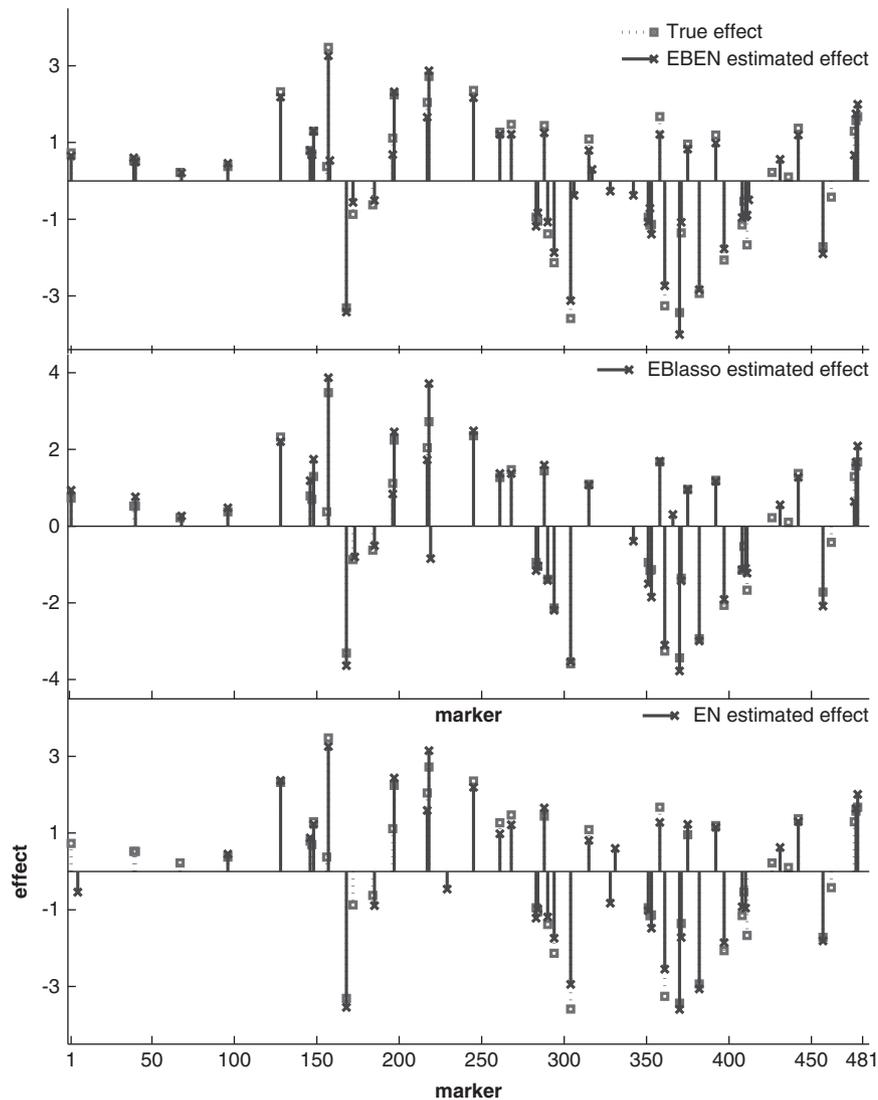 True effect
EBEN estimated effect
3
1
-1
-3
EBlasso estimated effect
4
2
0
-2
-4
marker
EN estimated effect
3
1
-1
-3
effect
1 50 100 150 200 250 300 350 400 450 481
marker